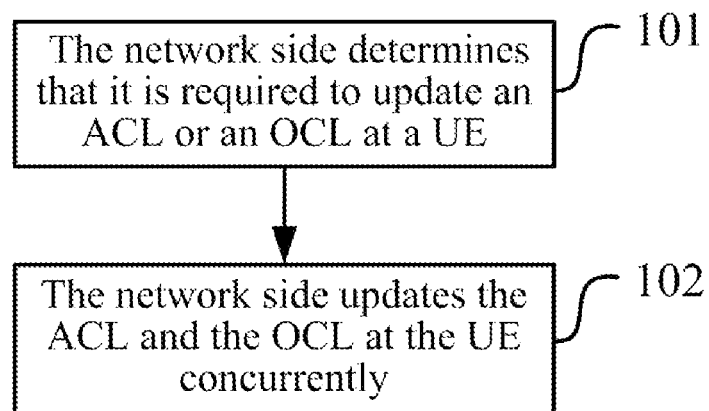 The network side determines
that it is required to update an
ACL or an OCL at a UE
101
The network side updates the
ACL and the OCL at the UE
concurrently
102